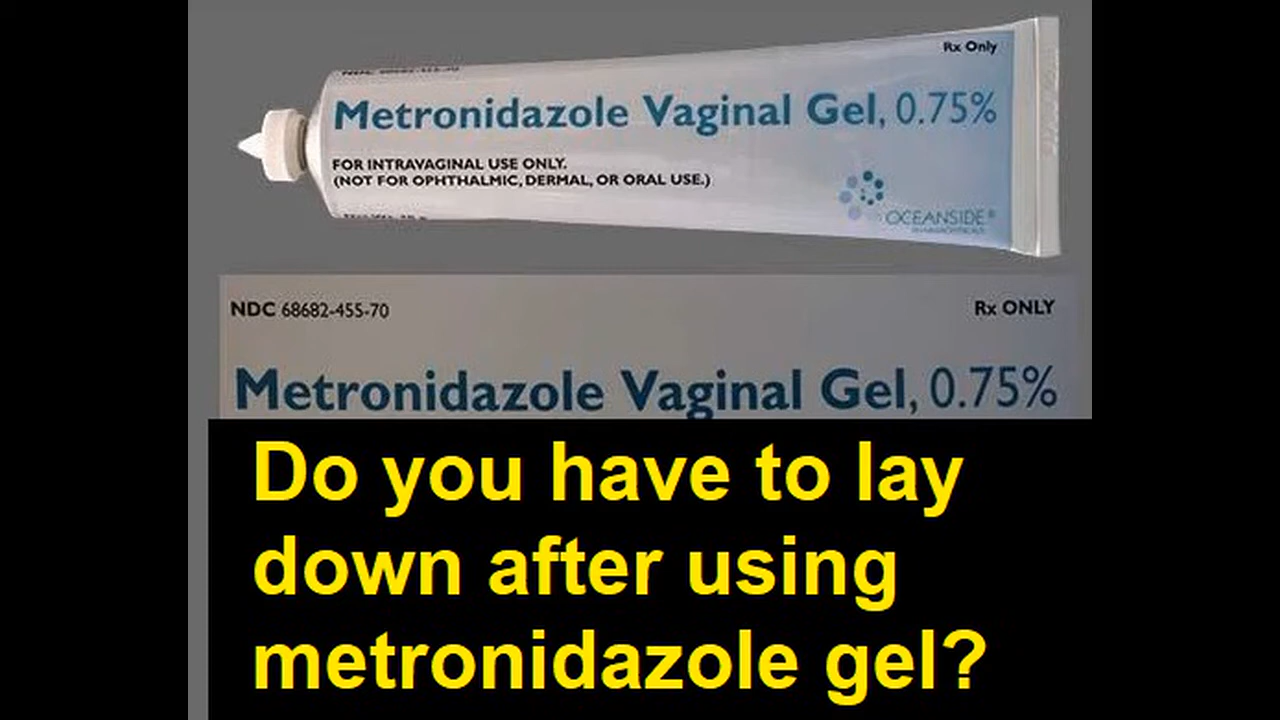 Rx Only
Metronidazole Vaginal Gel, 0.75%
FOR INTRAVAGINAL USE ONLY.
(NOT FOR OPHTHALMIC, DERMAL, OR ORAL USE.)
OCEANSIDE®
PHARMACEUTICALS
NDC 68682-455-70
Rx ONLY
Metronidazole Vaginal Gel, 0.75%
Do you have to lay
down after using
metronidazole gel?